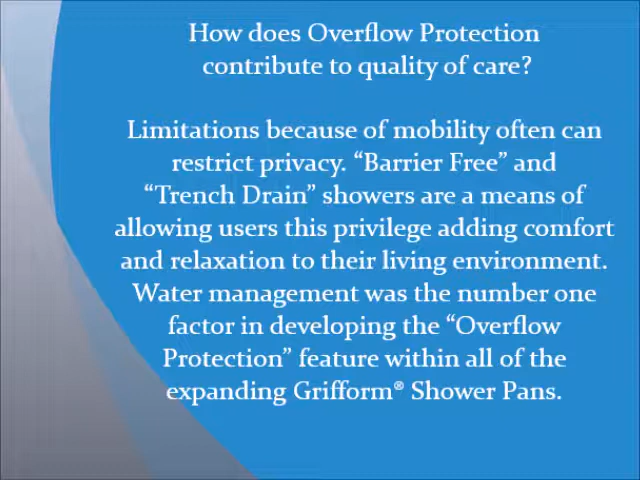 How does Overflow Protection
contribute to quality of care?
Limitations because of mobility often can
restrict privacy. “Barrier Free” and
“Trench Drain” showers are a means of
allowing users this privilege adding comfort
and relaxation to their living environment.
Water management was the number one
factor in developing the “Overflow
Protection” feature within all of the
expanding Grifform® Shower Pans.